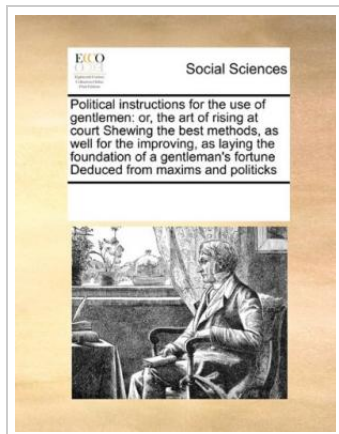 ECCO
Social Sciences
Political instructions for the use of
gentlemen: or, the art of rising at
court Shewing the best methods, as
well for the improving, as laying the
foundation of a gentleman's fortune
Deduced from maxims and politicks